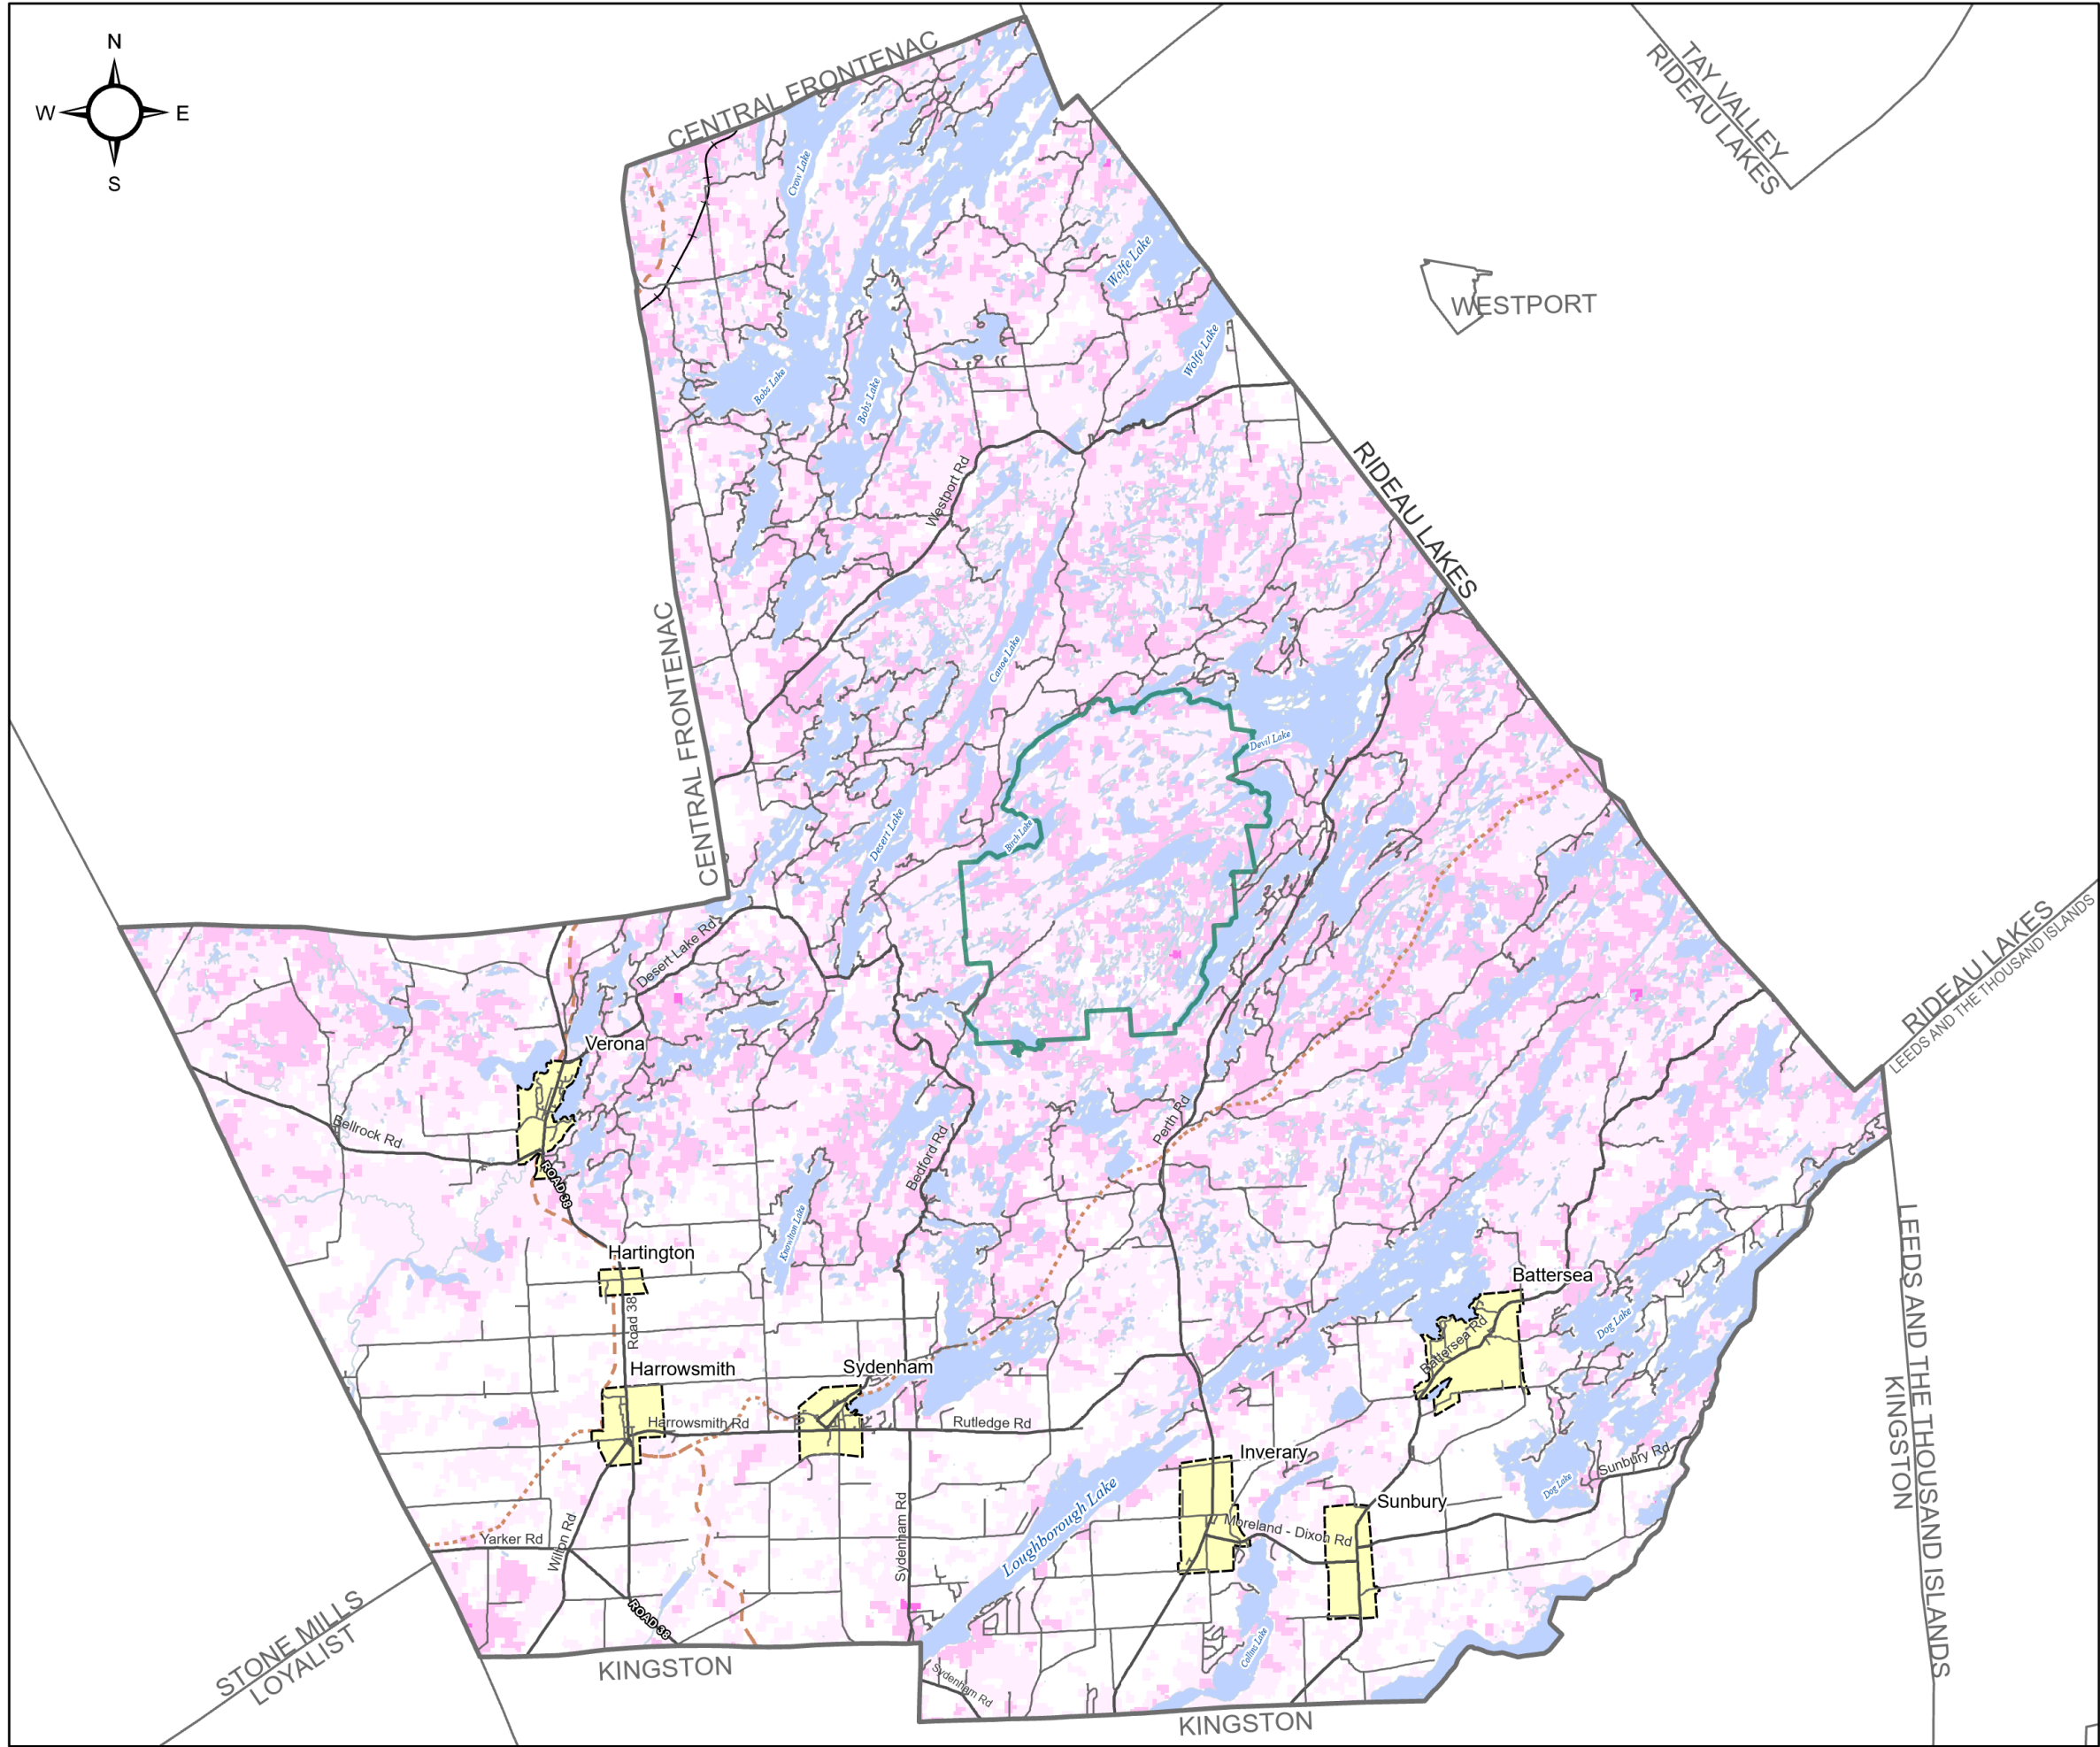 N
W E
S
CENTRAL FRONTENAC
TAY VALLEY
RIDEAU LAKES
Crow Lake
Wolfe Lake
WESTPORT
Wolfe Lake
Bobs Lake
Bobs Lake
Westport Rd
RIDEAU LAKES
Canoe Lake
CENTRAL FRONTENAC
Devil Lake
Desert Lake
Birch Lake
Desert Lake Rd
RIDEAU LAKES
LEEDS AND THE THOUSAND ISLANDS
Verona
Bellrock Rd
Perth Rd
Bedford Rd
ROAD 38
Knowlton Lake
Hartington
Battersea
Road 38
Dog Lake
Battersea Rd
Harrowsmith
Sydenham
Harrowsmith Rd
Rutledge Rd
LEEDS AND THE THOUSAND ISLANDS
KINGSTON
Inverary
Sunbury Rd
Dog Lake
Loughborough Lake
Sunbury
Moreland - Dixon Rd
Yarker Rd
Wilton Rd
Sydenham Rd
ROAD 38
Collins Lake
STONE MILLS
LOYALIST
KINGSTON
Sydenham Rd
KINGSTON